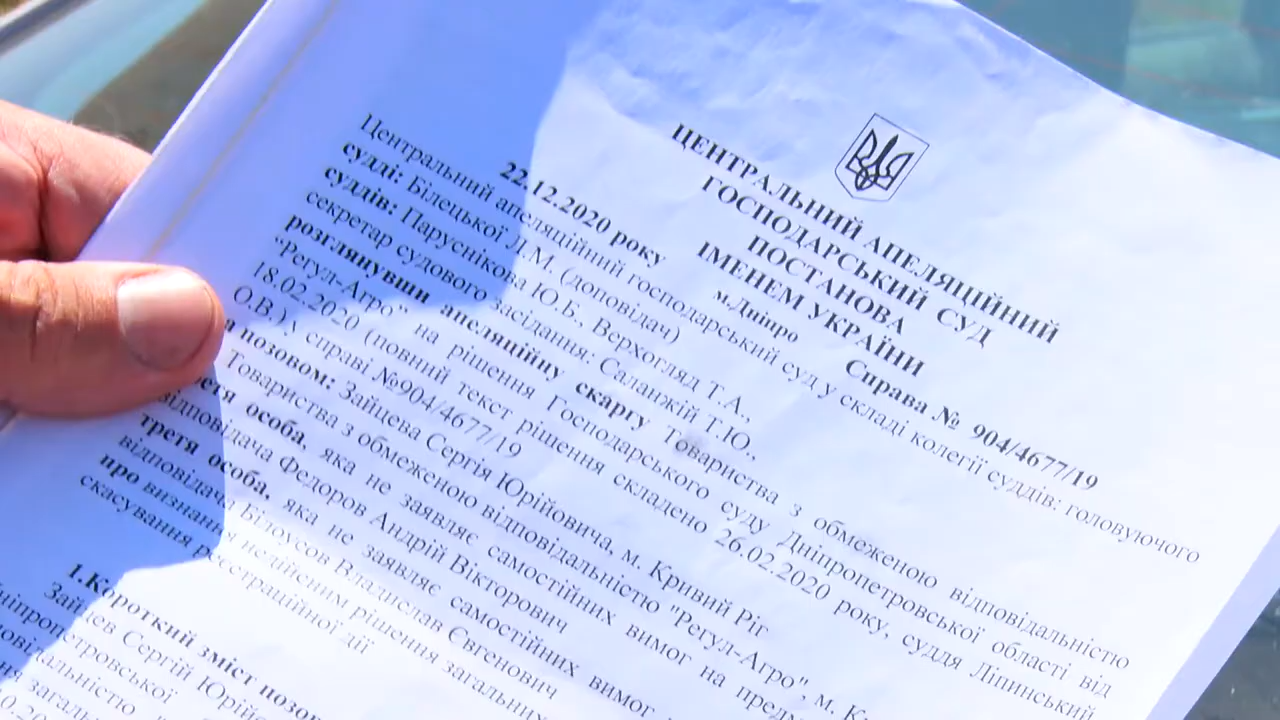 ЦЕНТРАЛЬНИЙ АПЕЛЯЦІЙНИЙ
ГОСПОДАРСЬКИЙ СУД
ПОСТАНОВА
ІМЕНЕМ УКРАЇНИ
22.12.2020 року м.Дніпро Справа № 904/4677/19
Центральний апеляційний господарський суд у складі колегії суддів: головуючого
судді: Білецької Л.М. (доповідач)
суддів: Паруснікова Ю.Б., Верхогляд Т.А.,
секретар судового засідання: Саланжій Т.Ю.,
розглянувши апеляційну скаргу Товариства з обмеженою відповідальністю
“Регул-Агро” на рішення Господарського суду Дніпропетровської області від
18.02.2020 (повний текст рішення складено 26.02.2020 року, суддя Ліпинський
О.В.) у справі №904/4677/19
за позовом: Зайцева Сергія Юрійовича, м. Кривий Ріг
Товариства з обмеженою відповідальністю "Регул-Агро", м.
третя особа, яка не заявляє самостійних вимог на
відповідача Федоров Андрій Вікторович
третя особа, яка не заявляє самостійних вимог
відповідача Білоусов Владислав Євгенович
про визнання недійсним рішення загальних
скасування реєстраційної дії
1.Короткий зміст
Зайцев Сергій